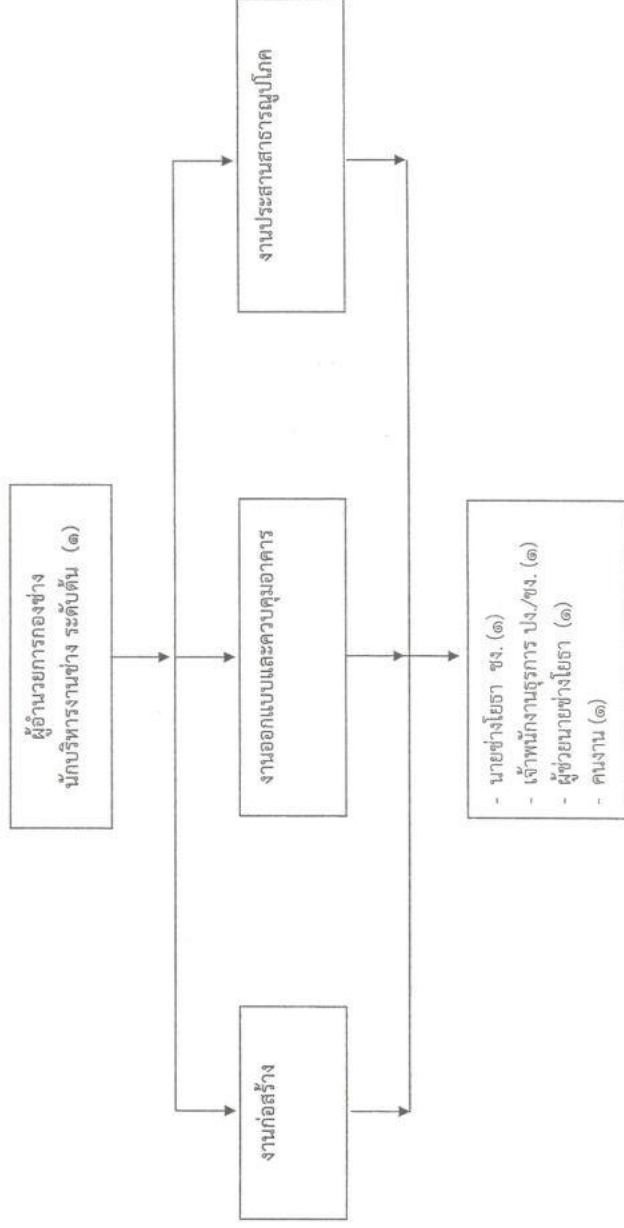 ผู้อำนวยการกองช่าง
นักบริหารงานช่าง ระดับต้น (๑)
งานก่อสร้าง
งานออกแบบและควบคุมอาคาร
งานประสานสาธารณูปโภค
- นายช่างโยธา ชง. (๑)
- เจ้าพนักงานธุรการ ปง./ชง. (๑)
- ผู้ช่วยนายช่างโยธา (๑)
- คนงาน (๑)